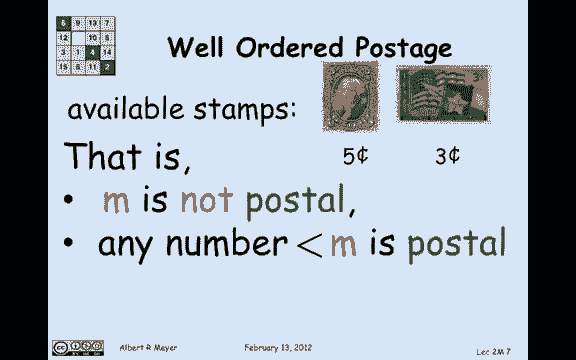 Well Ordered Postage
available stamps:
5¢ 3¢
That is,
• m is not postal,
• any number < m is postal
Albert R Meyer February 13, 2012 Lec 2M 7